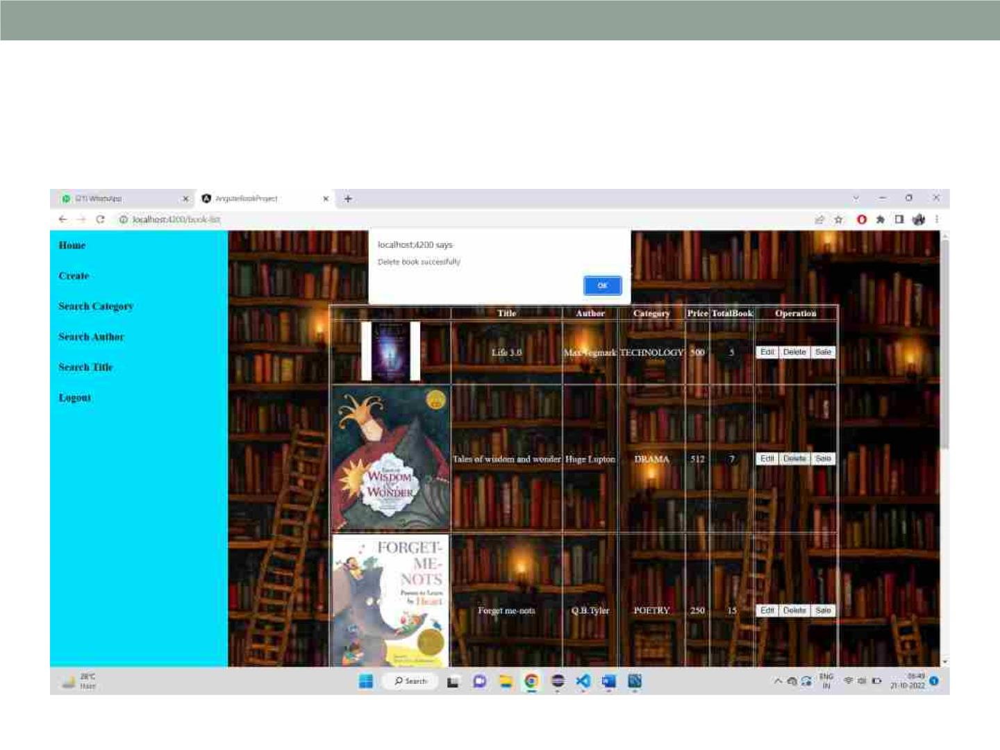 (21) WhatsApp
AngularBookProject
localhost:4200/book-list
Home
Create
Search Category
Search Author
Search Title
Logout
localhost:4200 says
Delete book successfully
OK
Title Author Category Price TotalBook Operation
Life 3.0 Max Tegmark TECHNOLOGY 500 5 Edit Delete Sale
WISDOM
WONDER
Tales of wisdom and wonder Huge Lupton DRAMA 512 7 Edit Delete Sale
FORGET-
ME-
NOTS
Poems to Learn
by Heart
Forget me-nots Q.B.Tyler POETRY 250 15 Edit Delete Sale
28°C
Haze
Search
ENG
IN
06:49
21-10-2022